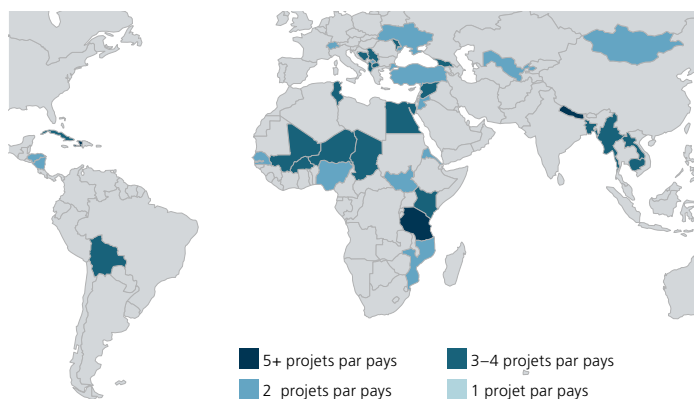 5+ projets par pays
3–4 projets par pays
2 projets par pays
1 projet par pays